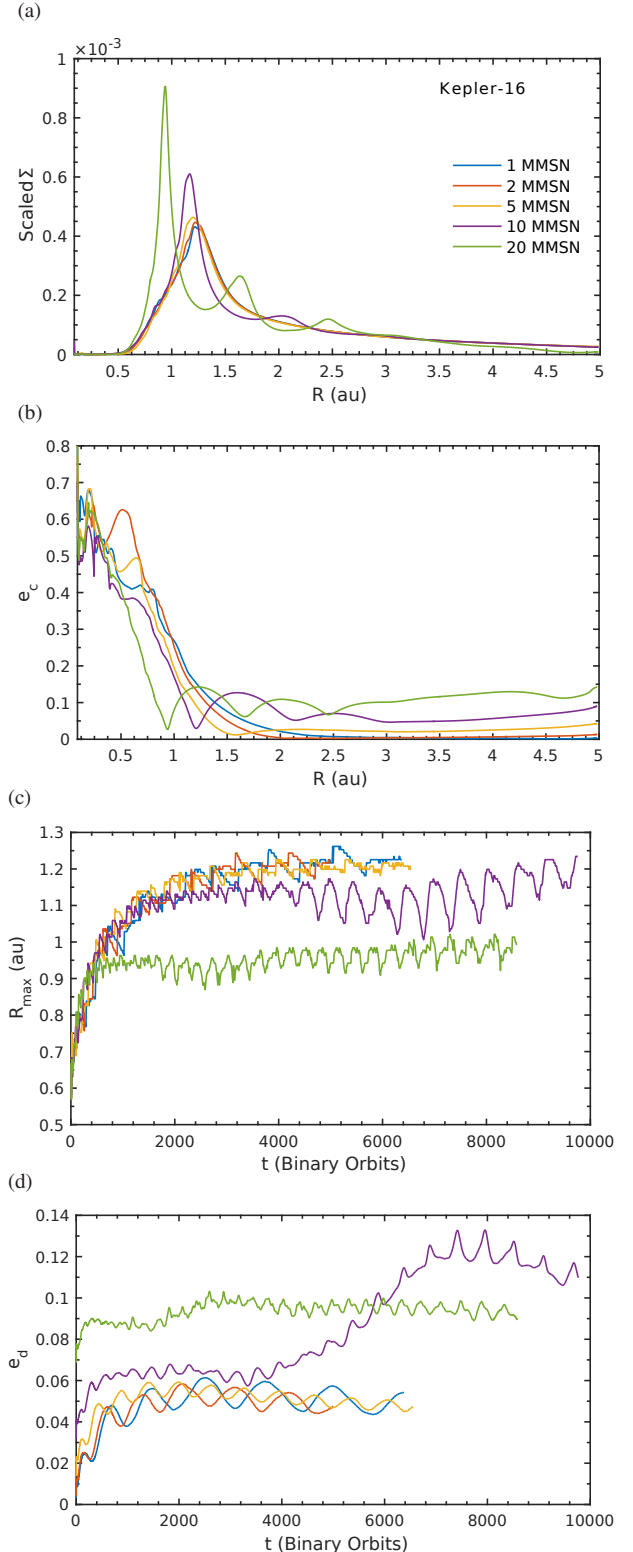 (a)
×10⁻³
1
0.8
0.6
0.4
0.2
0
Scaled Σ
Kepler-16
1 MMSN
2 MMSN
5 MMSN
10 MMSN
20 MMSN
0.5 1 1.5 2 2.5 3 3.5 4 4.5 5
R (au)
(b)
0.8
0.7
0.6
0.5
0.4
0.3
0.2
0.1
0
e_c
0.5 1 1.5 2 2.5 3 3.5 4 4.5 5
R (au)
(c)
1.3
1.2
1.1
1
0.9
0.8
0.7
0.6
0.5
R_max (au)
0 2000 4000 6000 8000 10000
t (Binary Orbits)
(d)
0.14
0.12
0.1
0.08
0.06
0.04
0.02
0
e_d
0 2000 4000 6000 8000 10000
t (Binary Orbits)